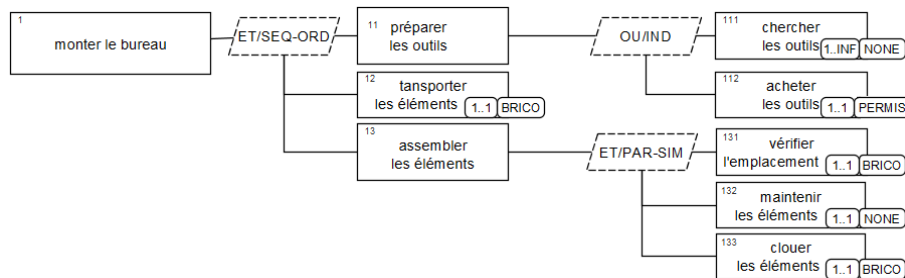 1
monter le bureau
ET/SEQ-ORD
11
préparer
les outils
OU/IND
111
chercher
les outils
1..INF
NONE
12
tansporter
les éléments
1..1
BRICO
112
acheter
les outils
1..1
PERMIS
13
assembler
les éléments
ET/PAR-SIM
131
vérifier
l'emplacement
1..1
BRICO
132
maintenir
les éléments
1..1
NONE
133
clouer
les éléments
1..1
BRICO